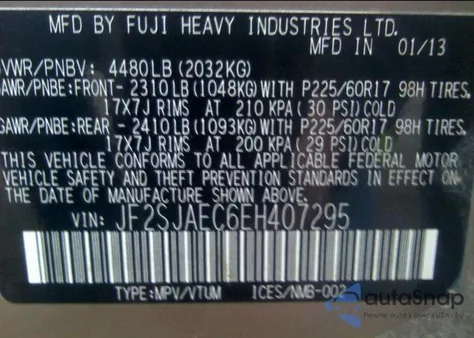 MFD BY FUJI HEAVY INDUSTRIES LTD.
MFD IN 01/13
GVWR/PNBV: 4480LB(2032KG)
GAWR/PNBE:FRONT- 2310LB(1048KG)WITH P225/60R17 98H TIRES,
17X7J RIMS AT 210 KPA(30 PSI)COLD
GAWR/PNBE:REAR - 2410LB(1093KG)WITH P225/60R17 98H TIRES,
17X7J RIMS AT 200 KPA(29 PSI)COLD
THIS VEHICLE CONFORMS TO ALL APPLICABLE FEDERAL MOTOR
VEHICLE SAFETY AND THEFT PREVENTION STANDARDS IN EFFECT
ON THE DATE OF MANUFACTURE SHOWN ABOVE.
VIN: JF2SJAEC6EH407295
TYPE:MPV/VTUM ICES/NMB-002
autoSnap